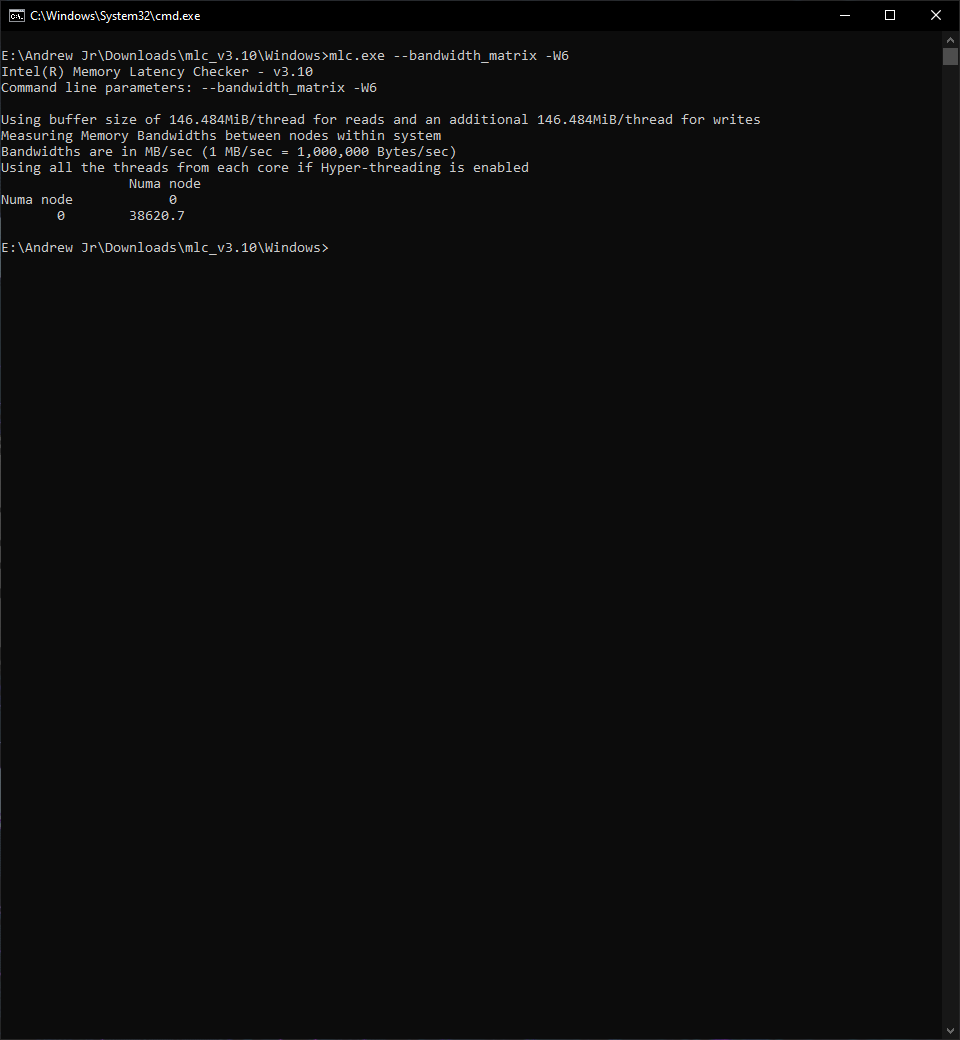 C:\Windows\System32\cmd.exe
E:\Andrew Jr\Downloads\mlc_v3.10\Windows>mlc.exe --bandwidth_matrix -W6
Intel(R) Memory Latency Checker - v3.10
Command line parameters: --bandwidth_matrix -W6
Using buffer size of 146.484MiB/thread for reads and an additional 146.484MiB/thread for writes
Measuring Memory Bandwidths between nodes within system
Bandwidths are in MB/sec (1 MB/sec = 1,000,000 Bytes/sec)
Using all the threads from each core if Hyper-threading is enabled
Numa node
Numa node 0
0 38620.7
E:\Andrew Jr\Downloads\mlc_v3.10\Windows>